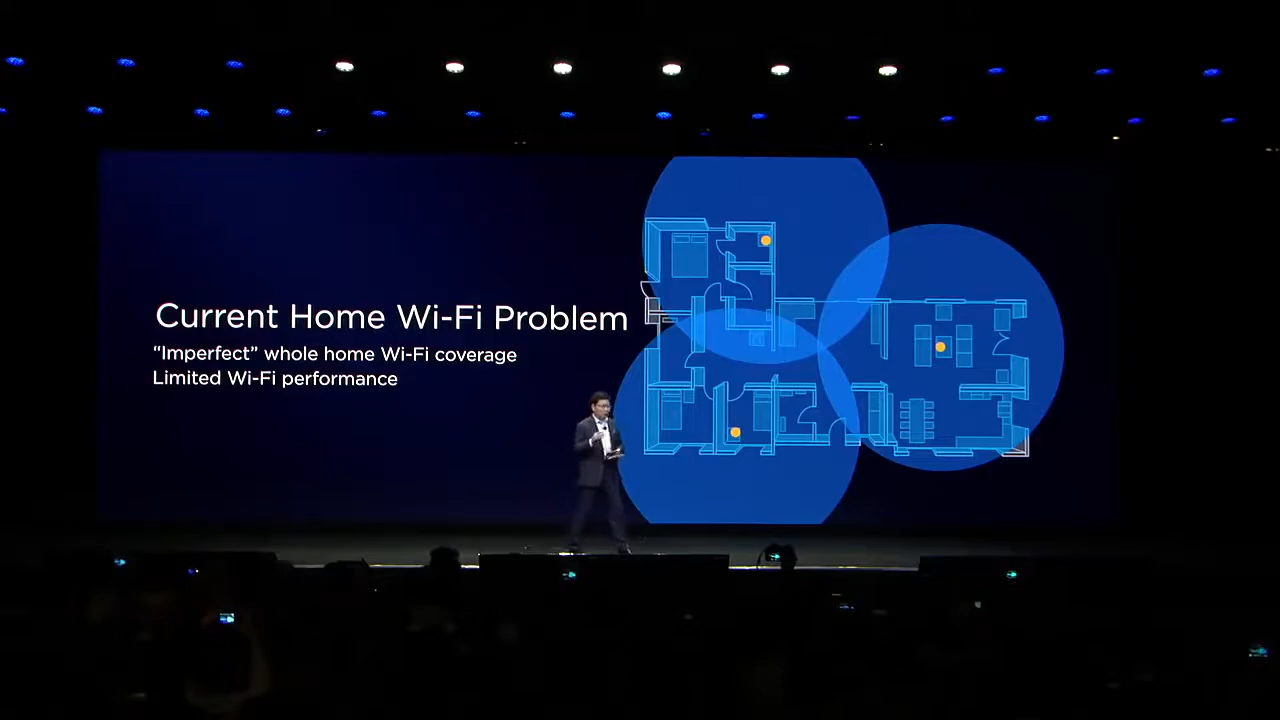 Current Home Wi-Fi Problem
“Imperfect” whole home Wi-Fi coverage
Limited Wi-Fi performance